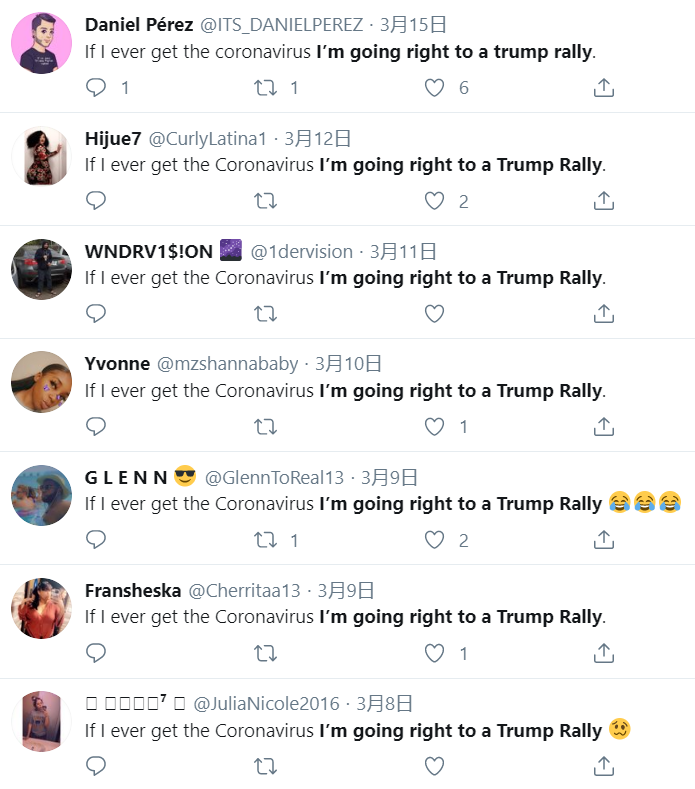 Daniel Pérez @ITS_DANIELPEREZ · 3月15日
If I ever get the coronavirus I’m going right to a trump rally.
1 1 6
Hijue7 @CurlyLatina1 · 3月12日
If I ever get the Coronavirus I’m going right to a Trump Rally.
2
WNDRV1$!ON 🌌 @1dervision · 3月11日
If I ever get the Coronavirus I’m going right to a Trump Rally.
Yvonne @mzshannababy · 3月10日
If I ever get the Coronavirus I’m going right to a Trump Rally.
1
G L E N N 😎 @GlennToReal13 · 3月9日
If I ever get the Coronavirus I’m going right to a Trump Rally 😂😂😂
1 2
Fransheska @Cherritaa13 · 3月9日
If I ever get the Coronavirus I’m going right to a Trump Rally.
1
⁷ @JuliaNicole2016 · 3月8日
If I ever get the Coronavirus I’m going right to a Trump Rally 🥴